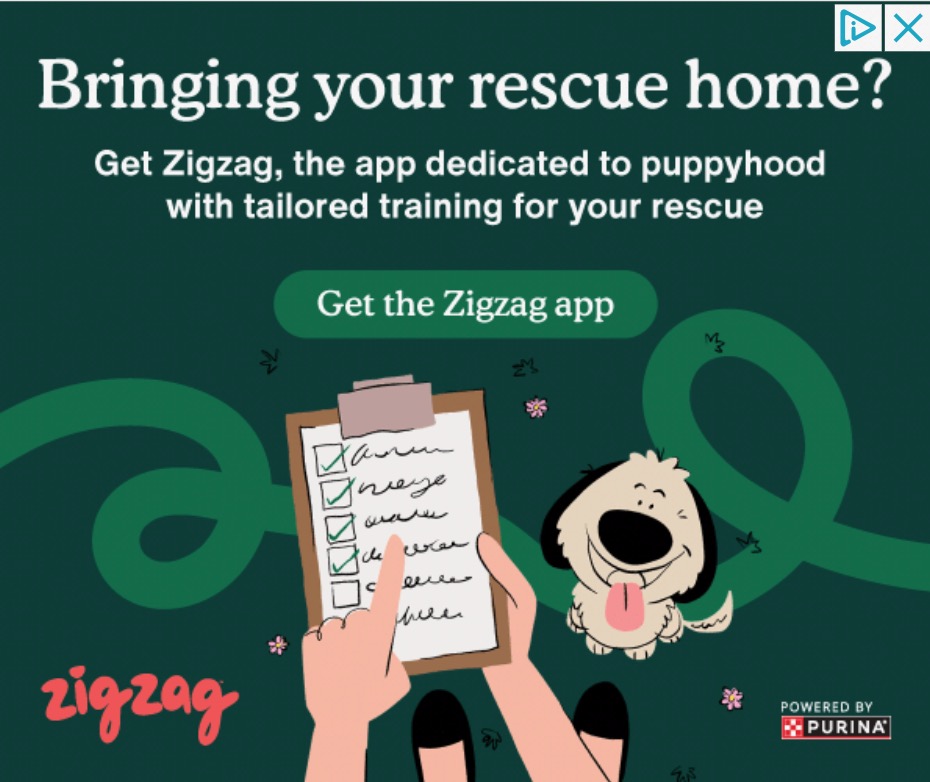 Bringing your rescue home?
Get Zigzag, the app dedicated to puppyhood
with tailored training for your rescue
Get the Zigzag app
zigzag
POWERED BY
PURINA